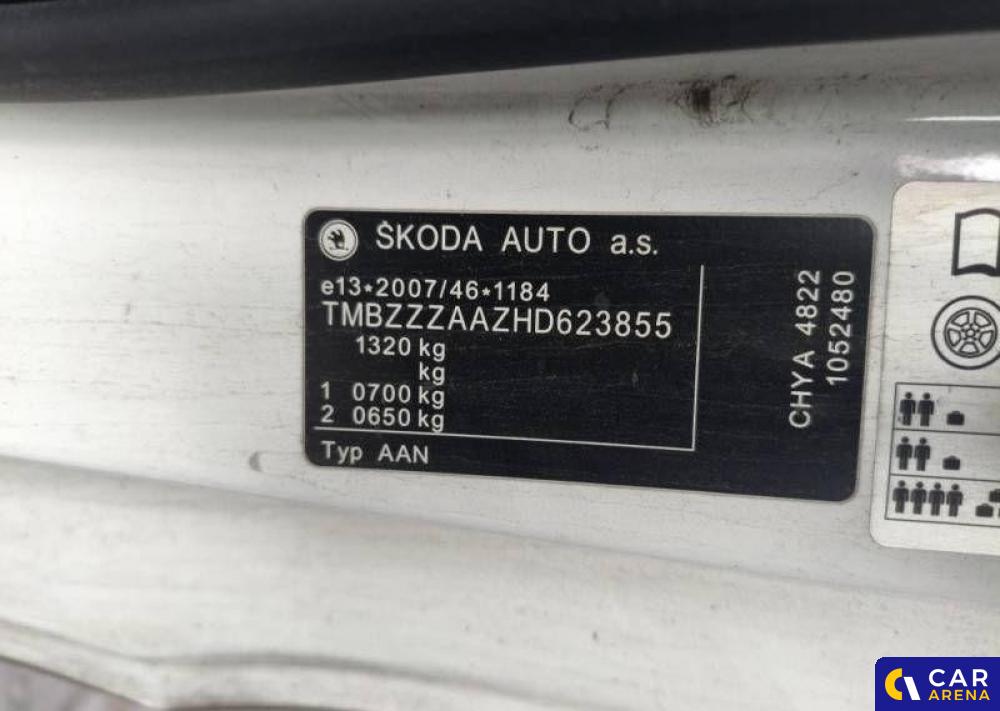 ŠKODA AUTO a.s.
e13*2007/46*1184
TMBZZZAAZHD623855
1320 kg
kg
1 0700 kg
2 0650 kg
Typ AAN
CHYA 4822
1052480
CAR
ARENA